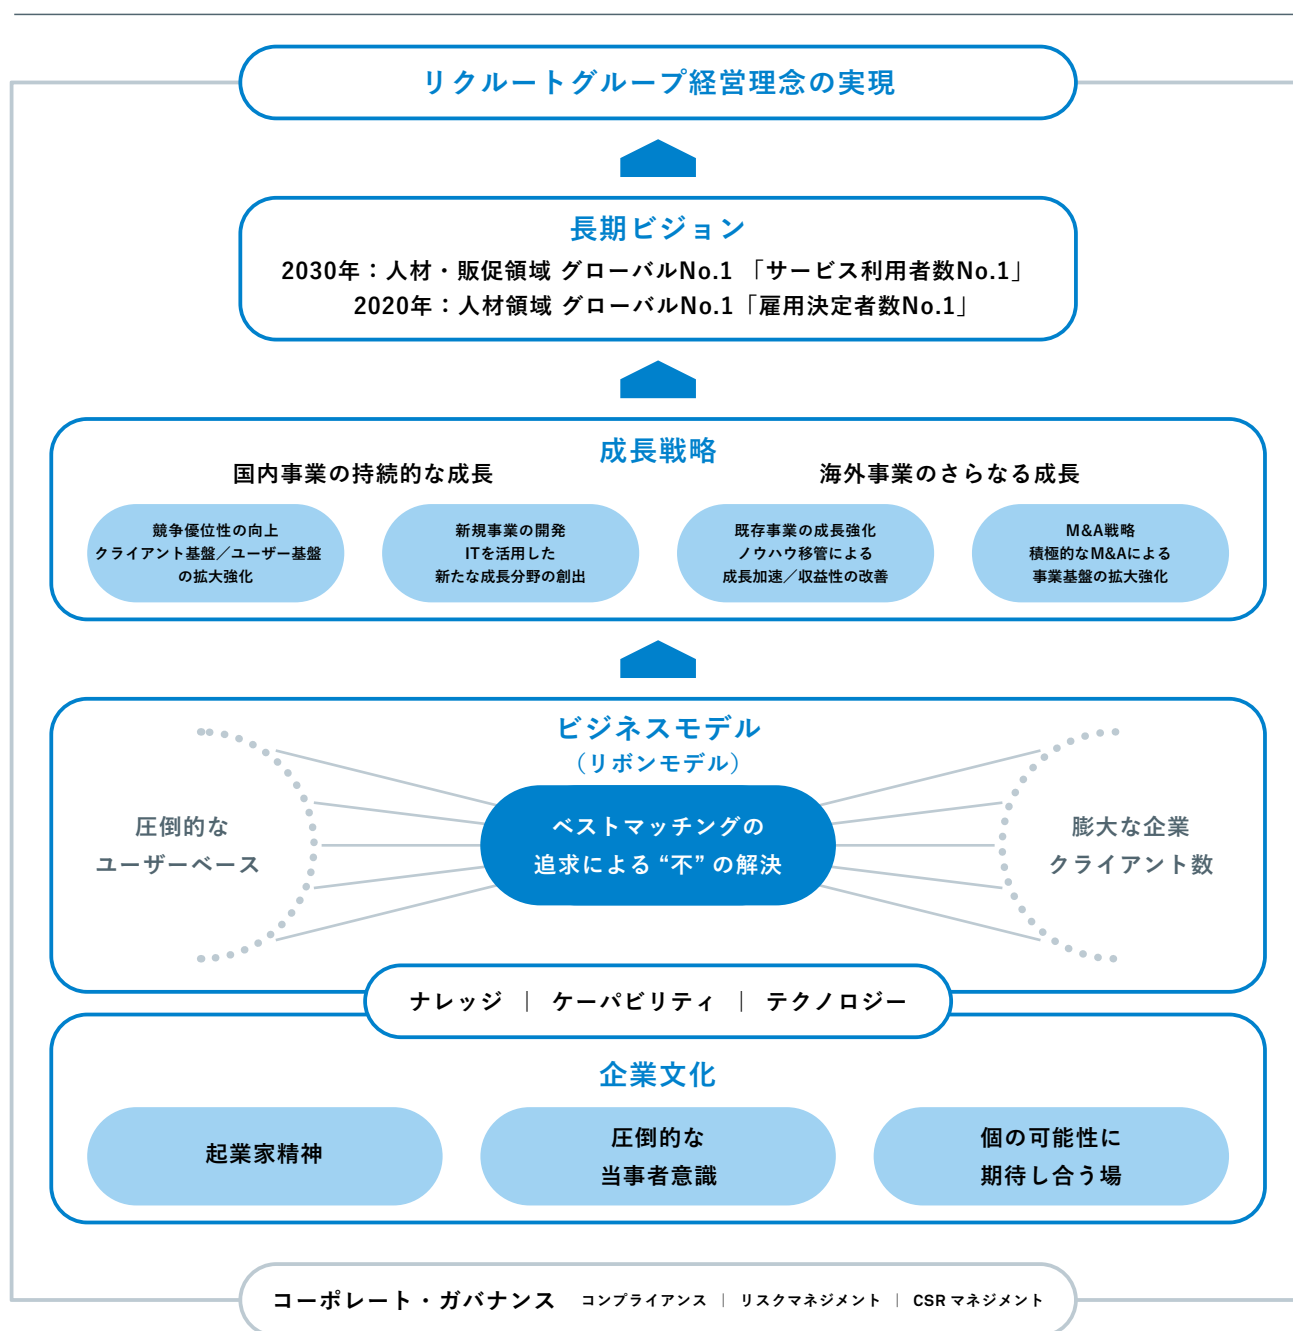 リクルートグループ経営理念の実現
長期ビジョン
2030年：人材・販促領域 グローバルNo.1 「サービス利用者数No.1」
2020年：人材領域 グローバルNo.1「雇用決定者数No.1」
成長戦略
国内事業の持続的な成長
海外事業のさらなる成長
競争優位性の向上
クライアント基盤／ユーザー基盤
の拡大強化
新規事業の開発
ITを活用した
新たな成長分野の創出
既存事業の成長強化
ノウハウ移管による
成長加速／収益性の改善
M&A戦略
積極的なM&Aによる
事業基盤の拡大強化
ビジネスモデル
（リボンモデル）
圧倒的な
ユーザーベース
ベストマッチングの
追求による “不” の解決
膨大な企業
クライアント数
ナレッジ ｜ ケーパビリティ ｜ テクノロジー
企業文化
起業家精神
圧倒的な
当事者意識
個の可能性に
期待し合う場
コーポレート・ガバナンス コンプライアンス ｜ リスクマネジメント ｜ CSR マネジメント